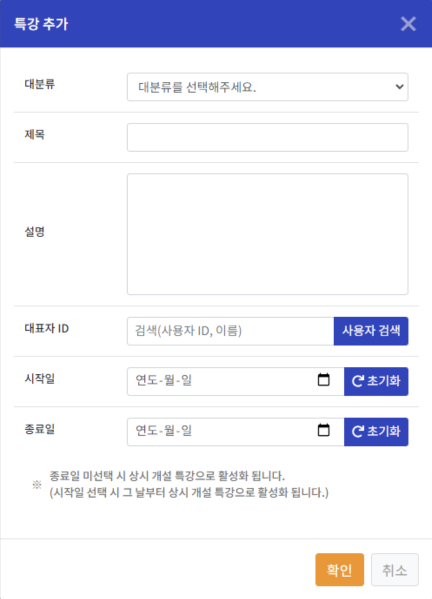 특강 추가
대분류
대분류를 선택해주세요.
제목
설명
대표자 ID
검색(사용자 ID, 이름)
사용자 검색
시작일
연도-월-일
초기화
종료일
연도-월-일
초기화
※ 종료일 미선택 시 상시 개설 특강으로 활성화 됩니다.
(시작일 선택 시 그 날부터 상시 개설 특강으로 활성화 됩니다.)
확인
취소